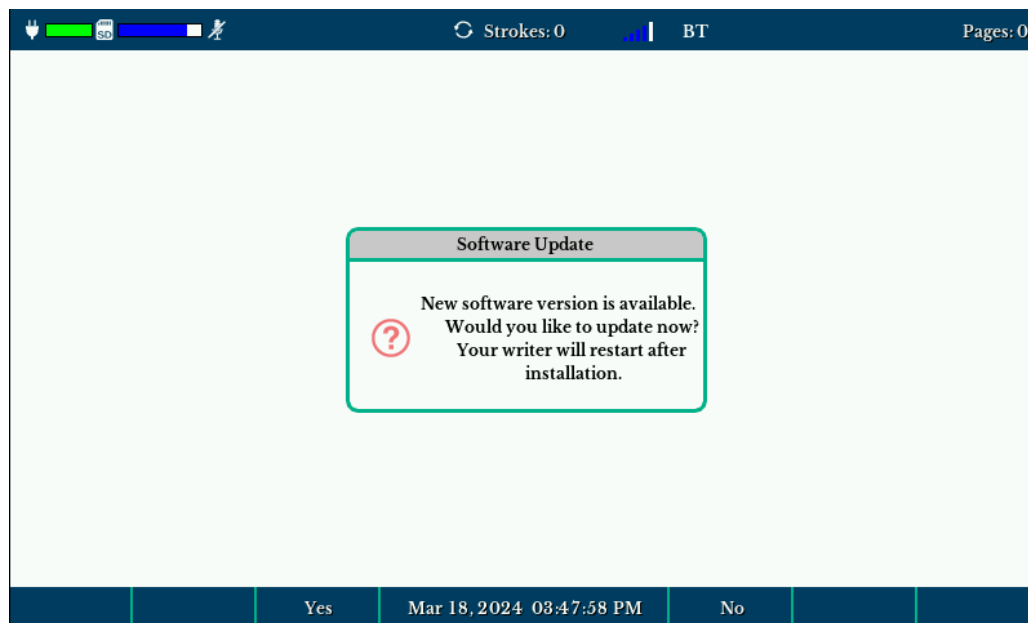 SD Strokes: 0 BT Pages: 0
Software Update
New software version is available.
Would you like to update now?
Your writer will restart after
installation.
Yes Mar 18, 2024 03:47:58 PM No